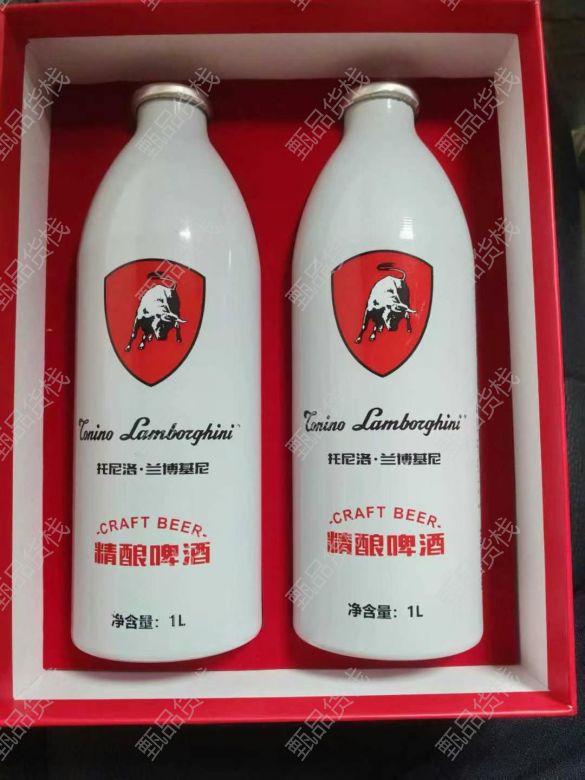 Tonino Lamborghini
托尼洛·兰博基尼
-CRAFT BEER-
精酿啤酒
净含量：1L
Tonino Lamborghini
托尼洛·兰博基尼
-CRAFT BEER-
精酿啤酒
净含量：1L
甄品货栈